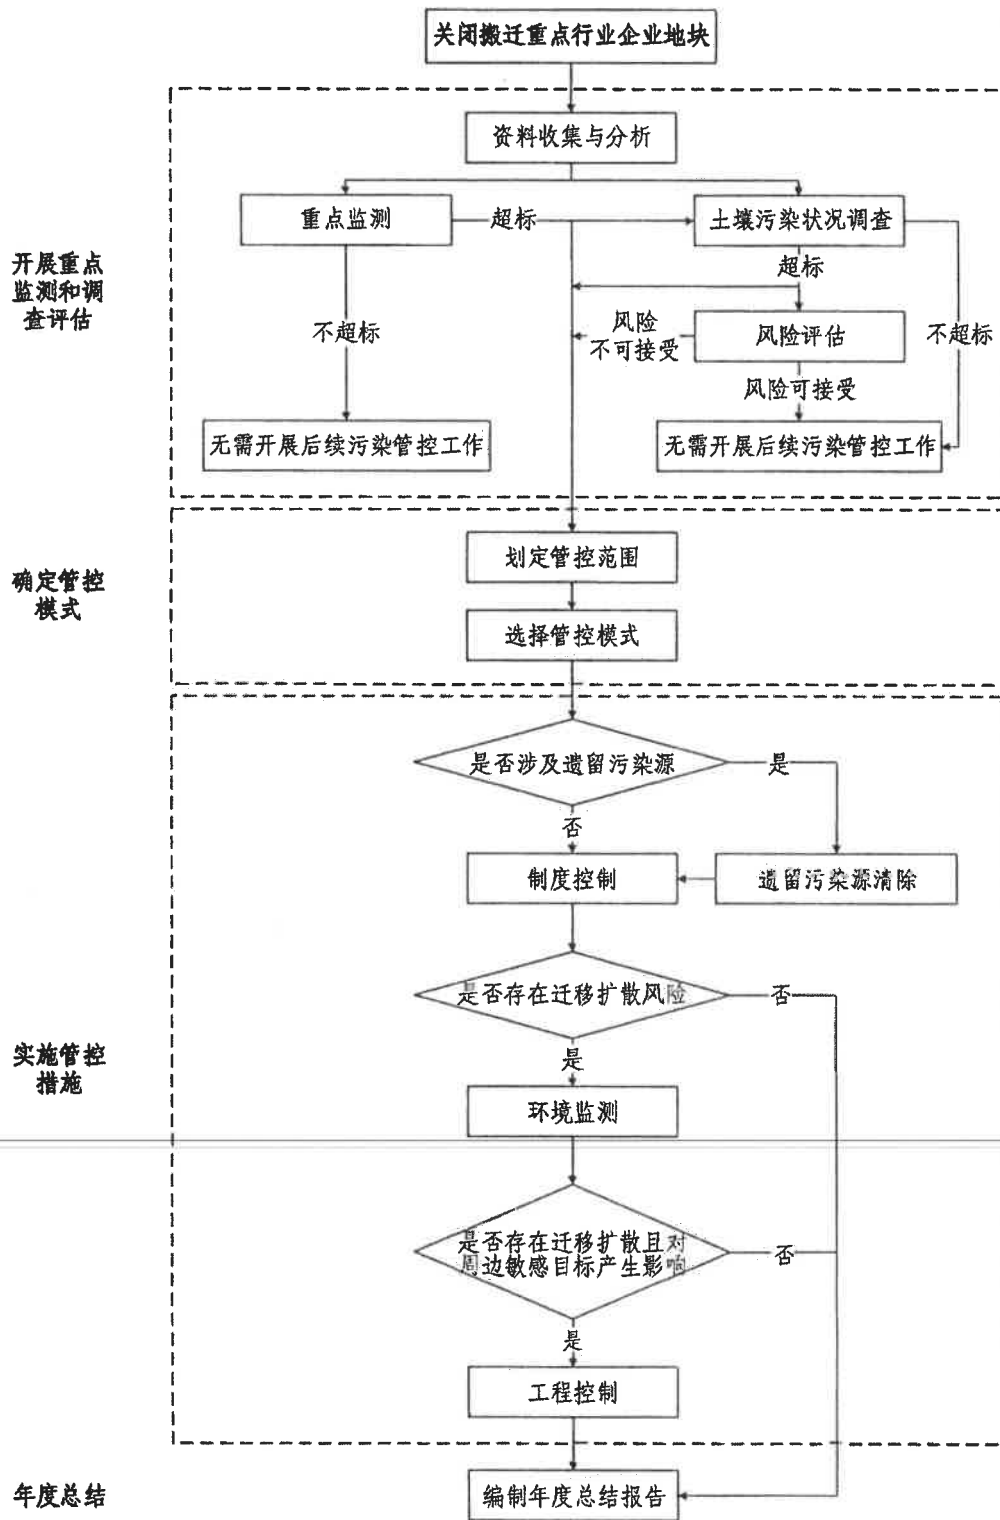 关闭搬迁重点行业企业地块
资料收集与分析
重点监测
超标
土壤污染状况调查
超标
开展重点
监测和调
查评估
不超标
风险
不可接受
风险评估
不超标
风险可接受
无需开展后续污染管控工作
无需开展后续污染管控工作
划定管控范围
确定管控
模式
选择管控模式
是否涉及遗留污染源
是
否
制度控制
遗留污染源清除
是否存在迁移扩散风险
否
实施管控
措施
是
环境监测
是否存在迁移扩散且对
周边敏感目标产生影响
否
是
工程控制
年度总结
编制年度总结报告